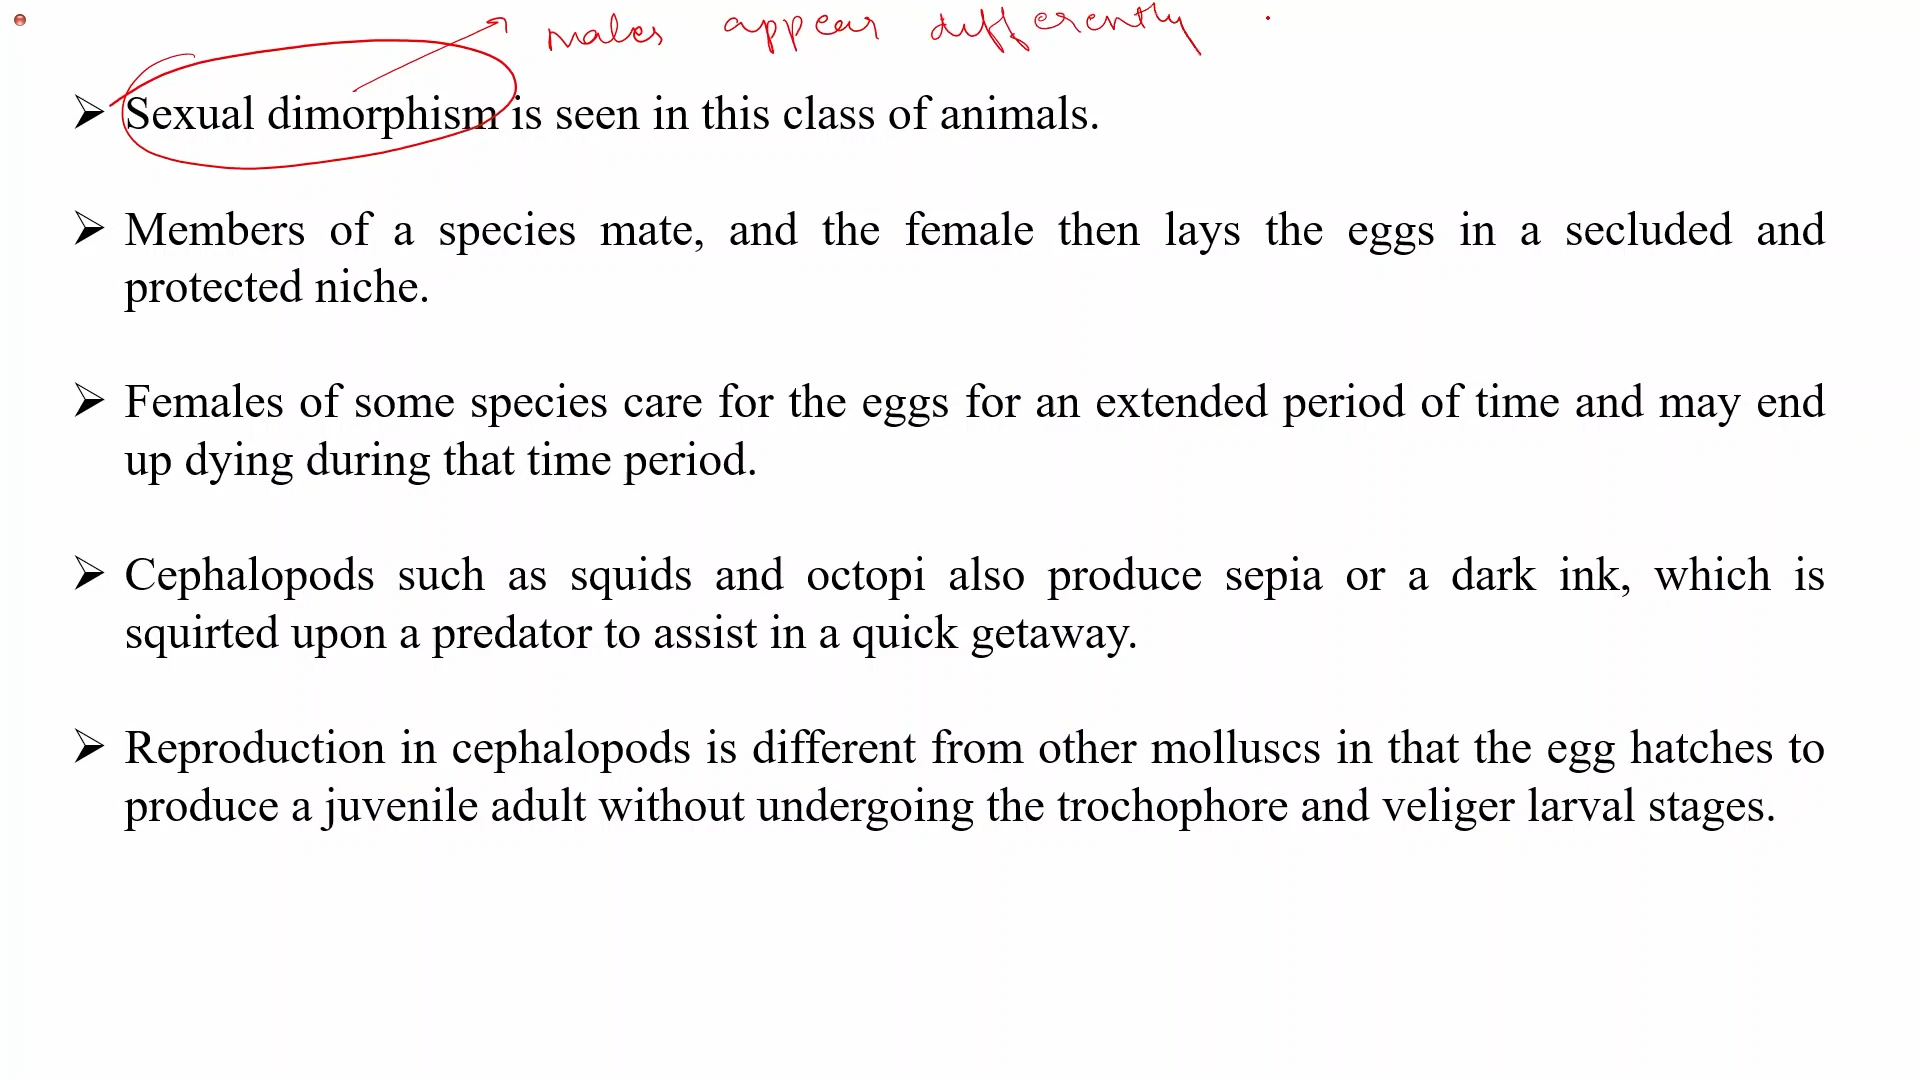 males appear differently
➢ Sexual dimorphism is seen in this class of animals.
➢ Members of a species mate, and the female then lays the eggs in a secluded and
protected niche.
➢ Females of some species care for the eggs for an extended period of time and may end
up dying during that time period.
➢ Cephalopods such as squids and octopi also produce sepia or a dark ink, which is
squirted upon a predator to assist in a quick getaway.
➢ Reproduction in cephalopods is different from other molluscs in that the egg hatches to
produce a juvenile adult without undergoing the trochophore and veliger larval stages.